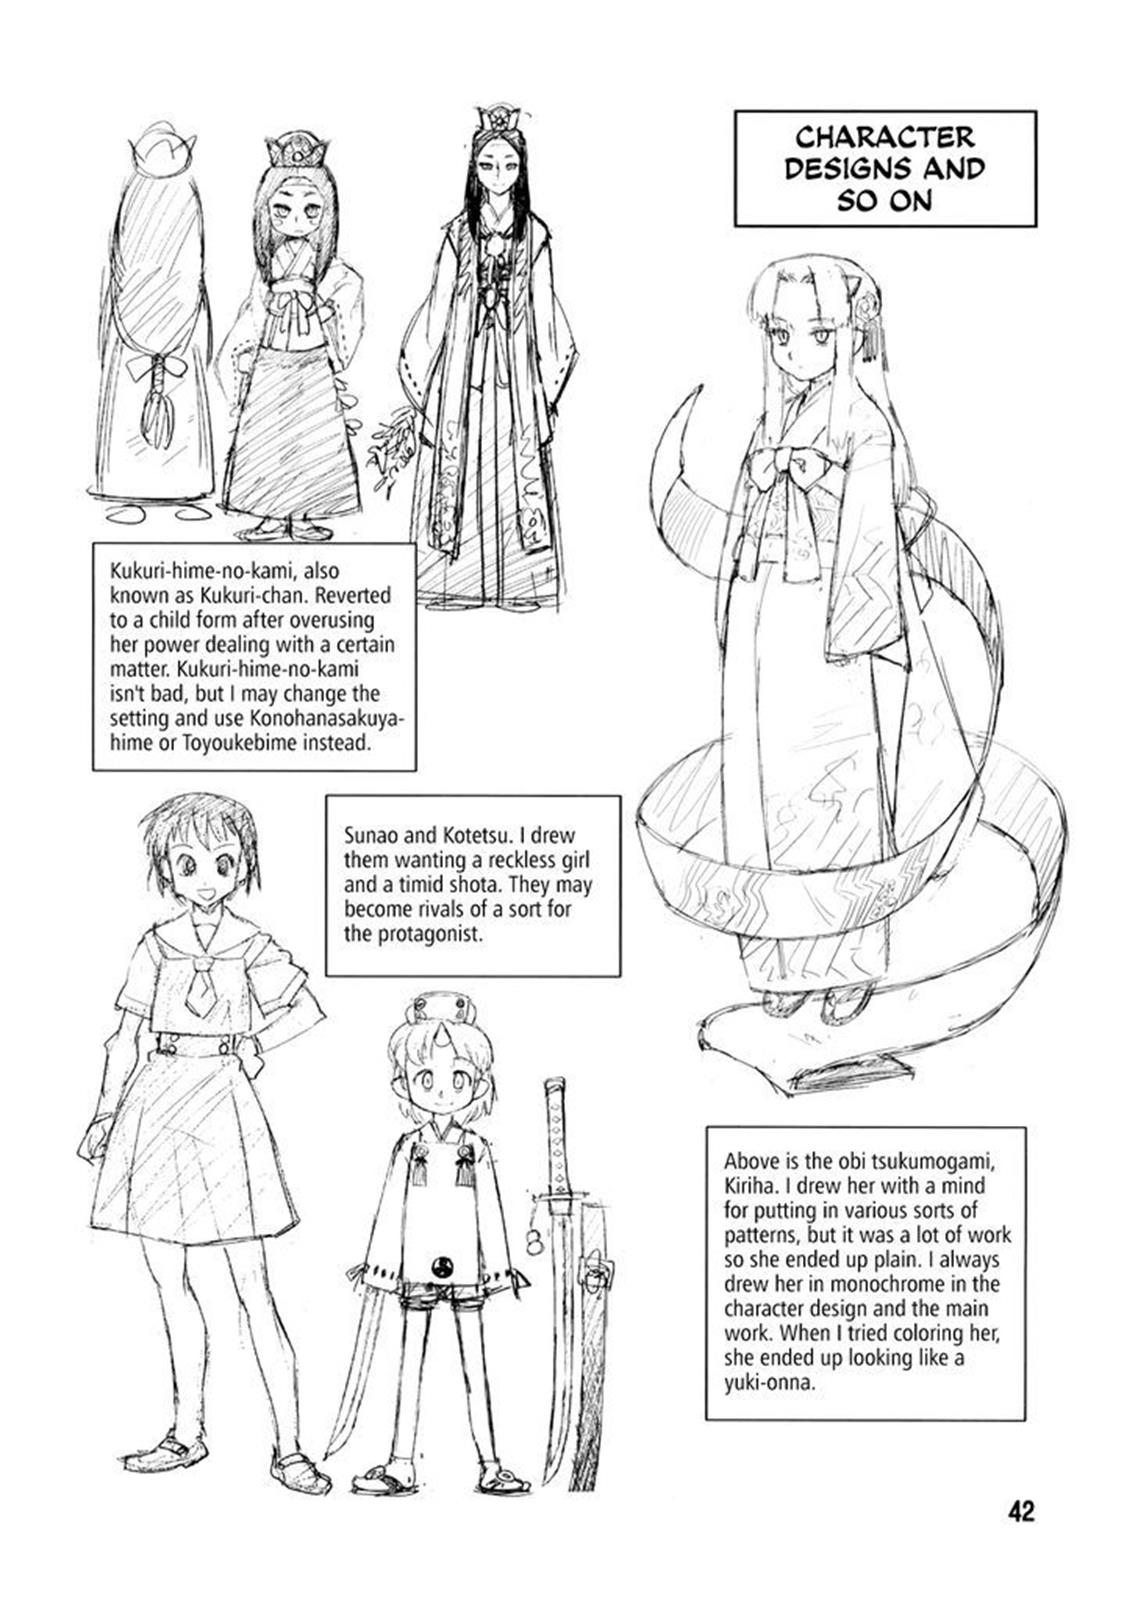 CHARACTER
DESIGNS AND
SO ON
Kukuri-hime-no-kami, also
known as Kukuri-chan. Reverted
to a child form after overusing
her power dealing with a certain
matter. Kukuri-hime-no-kami
isn't bad, but I may change the
setting and use Konohanasakuya-
hime or Toyoukebime instead.
Sunao and Kotetsu. I drew
them wanting a reckless girl
and a timid shota. They may
become rivals of a sort for
the protagonist.
Above is the obi tsukumogami,
Kiriha. I drew her with a mind
for putting in various sorts of
patterns, but it was a lot of work
so she ended up plain. I always
drew her in monochrome in the
character design and the main
work. When I tried coloring her,
she ended up looking like a
yuki-onna.
42